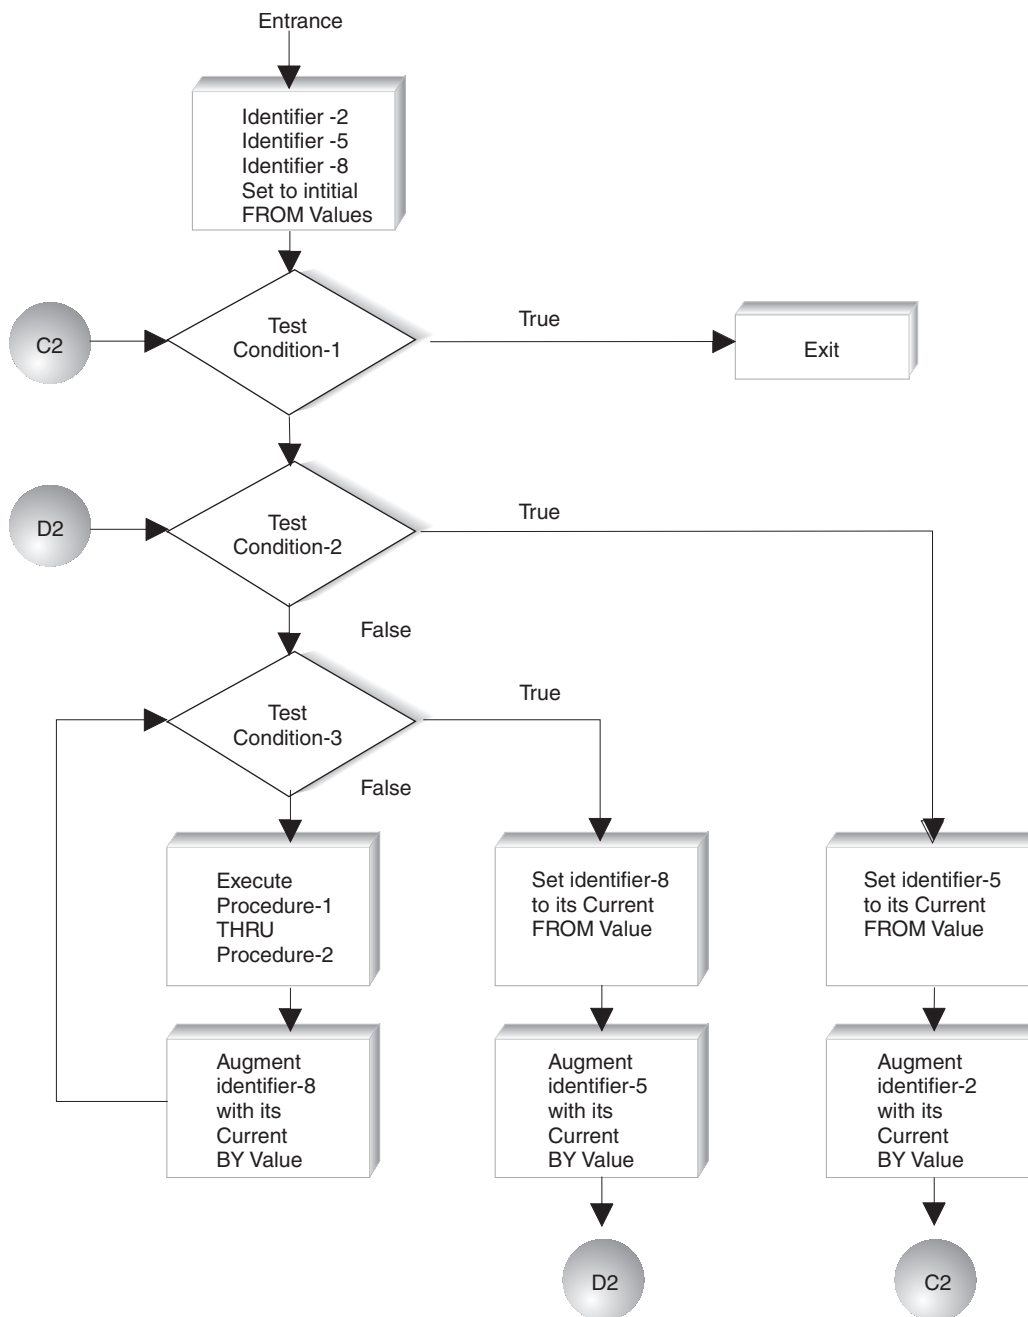 Entrance
Identifier -2
Identifier -5
Identifier -8
Set to intitial
FROM Values
C2
Test
Condition-1
True
Exit
D2
Test
Condition-2
True
False
Test
Condition-3
True
False
Execute
Procedure-1
THRU
Procedure-2
Set identifier-8
to its Current
FROM Value
Set identifier-5
to its Current
FROM Value
Augment
identifier-8
with its
Current
BY Value
Augment
identifier-5
with its
Current
BY Value
Augment
identifier-2
with its
Current
BY Value
D2
C2